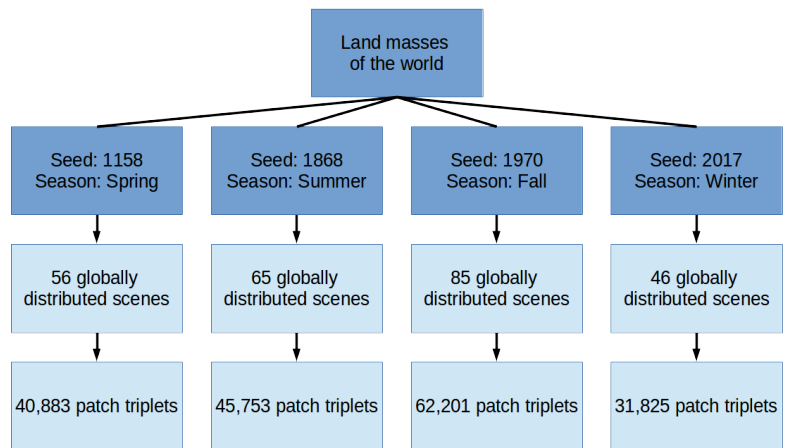 Land masses
of the world
Seed: 1158
Season: Spring
Seed: 1868
Season: Summer
Seed: 1970
Season: Fall
Seed: 2017
Season: Winter
56 globally
distributed scenes
65 globally
distributed scenes
85 globally
distributed scenes
46 globally
distributed scenes
40,883 patch triplets
45,753 patch triplets
62,201 patch triplets
31,825 patch triplets